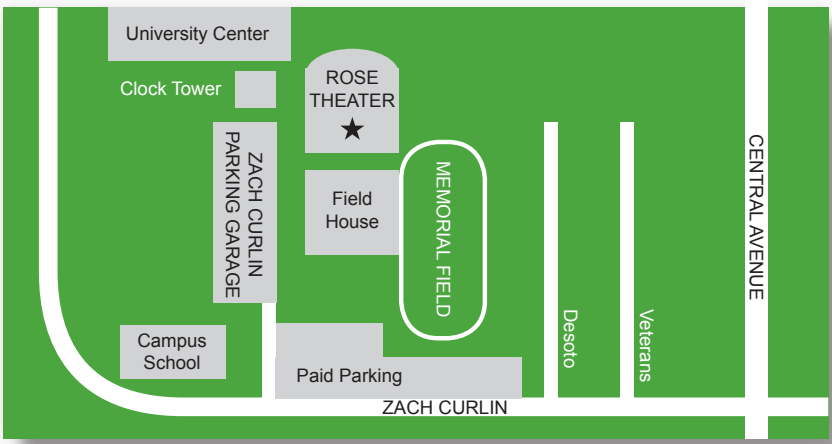 University Center
Clock Tower
ROSE
THEATER
ZACH CURLIN
PARKING GARAGE
Field
House
MEMORIAL FIELD
CENTRAL AVENUE
Desoto
Veterans
Campus
School
Paid Parking
ZACH CURLIN